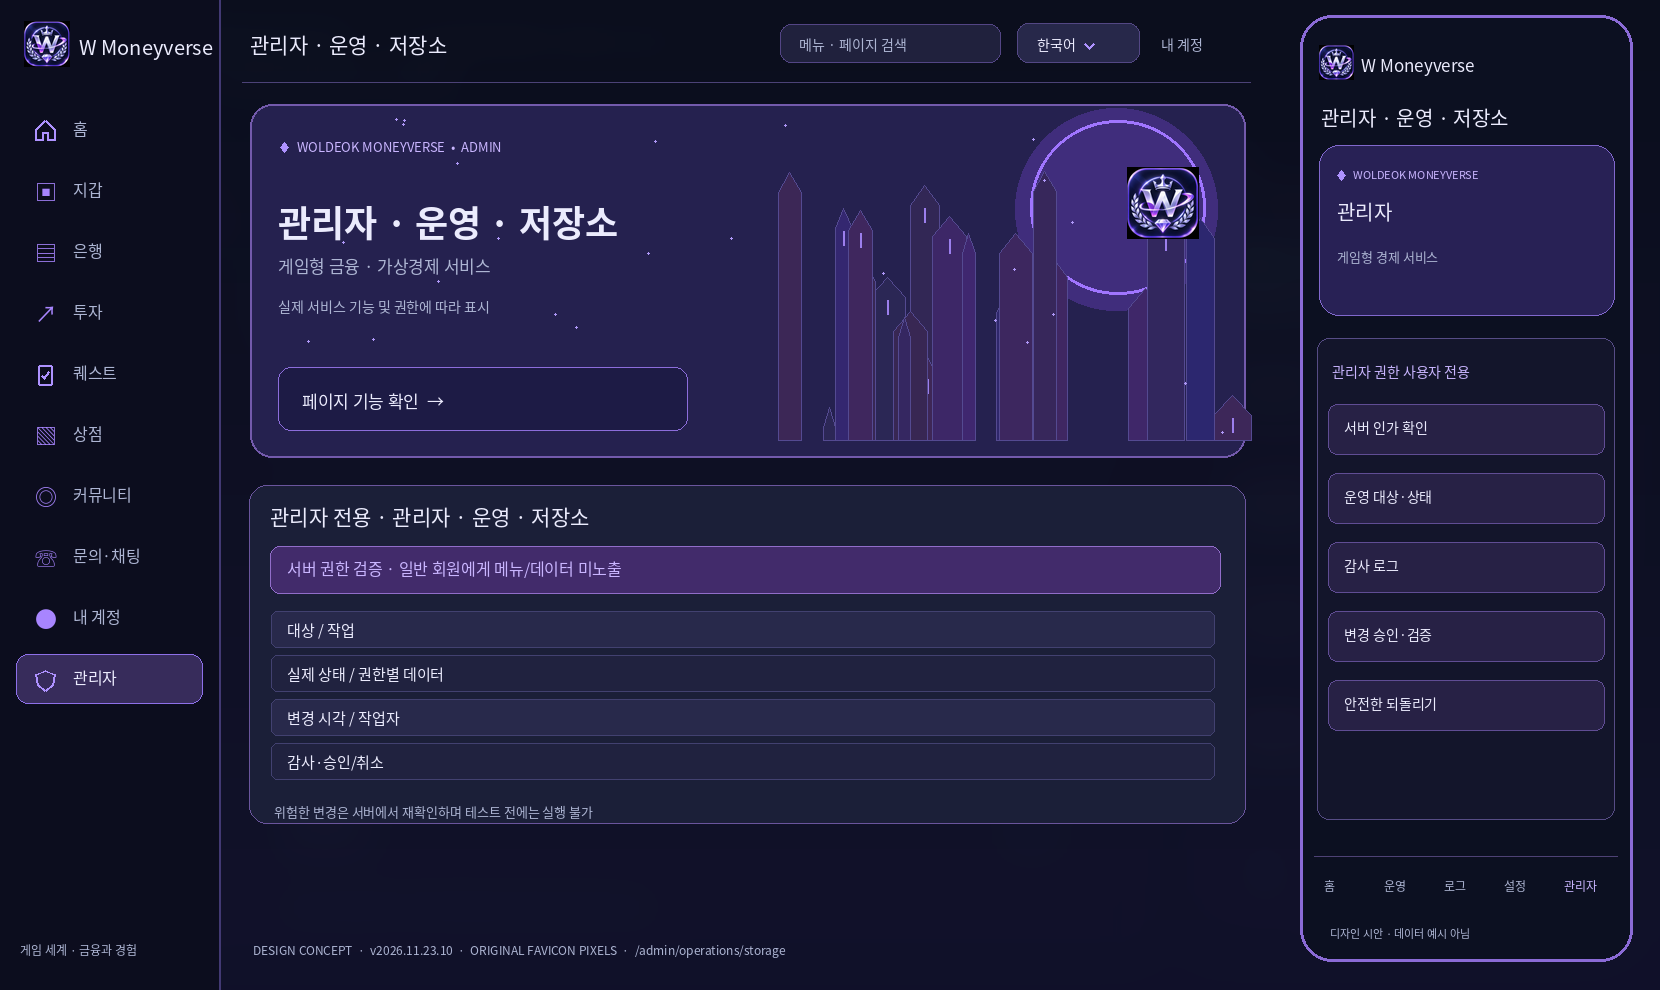 W Moneyverse
홈
지갑
은행
투자
퀘스트
상점
커뮤니티
문의·채팅
내 계정
관리자
게임 세계 · 금융과 경험
관리자 · 운영 · 저장소
메뉴 · 페이지 검색
한국어
내 계정
WOLDEOK MONEYVERSE • ADMIN
관리자 · 운영 · 저장소
게임형 금융 · 가상경제 서비스
실제 서비스 기능 및 권한에 따라 표시
페이지 기능 확인 →
W
관리자 전용 · 관리자 · 운영 · 저장소
서버 권한 검증 · 일반 회원에게 메뉴/데이터 미노출
대상 / 작업
실제 상태 / 권한별 데이터
변경 시각 / 작업자
감사·승인/취소
위험한 변경은 서버에서 재확인하며 테스트 전에는 실행 불가
DESIGN CONCEPT · v2026.11.23.10 · ORIGINAL FAVICON PIXELS · /admin/operations/storage
W Moneyverse
관리자 · 운영 · 저장소
WOLDEOK MONEYVERSE
관리자
게임형 경제 서비스
관리자 권한 사용자 전용
서버 인가 확인
운영 대상·상태
감사 로그
변경 승인·검증
안전한 되돌리기
홈 운영 로그 설정 관리자
디자인 시안 · 데이터 예시 아님